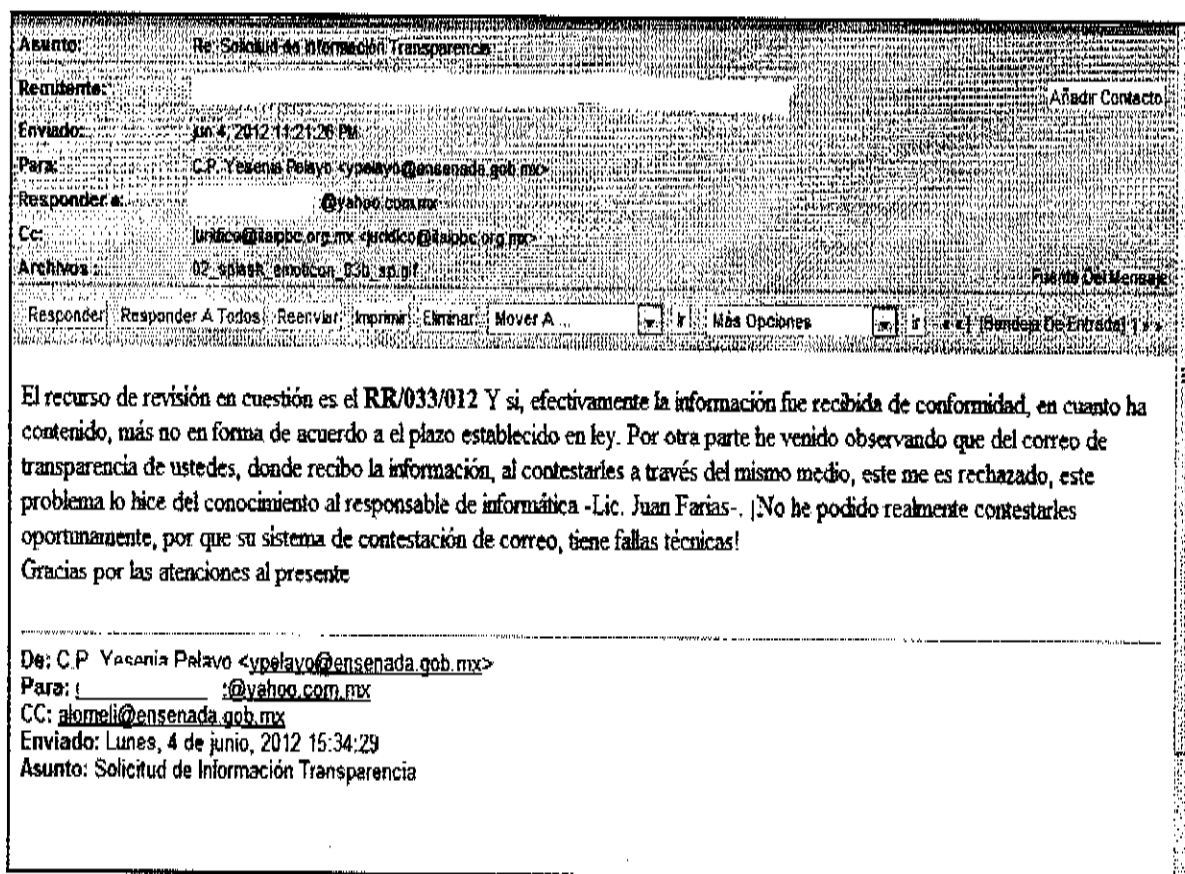 Asunto: Re: Solicitud de Información Transparencia
Remitente:
Añadir Contacto
Enviado: jun 4, 2012 11:21:26 PM
Para: C.P. Yesenia Pelayo <ypelayo@ensenada.gob.mx>
Responder a: @yahoo.com.mx
Cc: juridico@itaipbc.org.mx <juridico@itaipbc.org.mx>
Archivos : 02_splash_emoticon_03b_sp.gif
Fuente Del Mensaje
Responder Responder A Todos Reenviar Imprimir Eliminar Mover A ... Ir Más Opciones Ir [Bandeja De Entrada]
El recurso de revisión en cuestión es el RR/033/012 Y si, efectivamente la información fue recibida de conformidad, en cuanto ha
contenido, más no en forma de acuerdo a el plazo establecido en ley. Por otra parte he venido observando que del correo de
transparencia de ustedes, donde recibo la información, al contestarles a través del mismo medio, este me es rechazado, este
problema lo hice del conocimiento al responsable de informática -Lic. Juan Farias-. ¡No he podido realmente contestarles
oportunamente, por que su sistema de contestación de correo, tiene fallas técnicas!
Gracias por las atenciones al presente
De: C.P. Yesenia Pelayo <ypelayo@ensenada.gob.mx>
Para: @yahoo.com.mx
CC: alomeli@ensenada.gob.mx
Enviado: Lunes, 4 de junio, 2012 15:34:29
Asunto: Solicitud de Información Transparencia